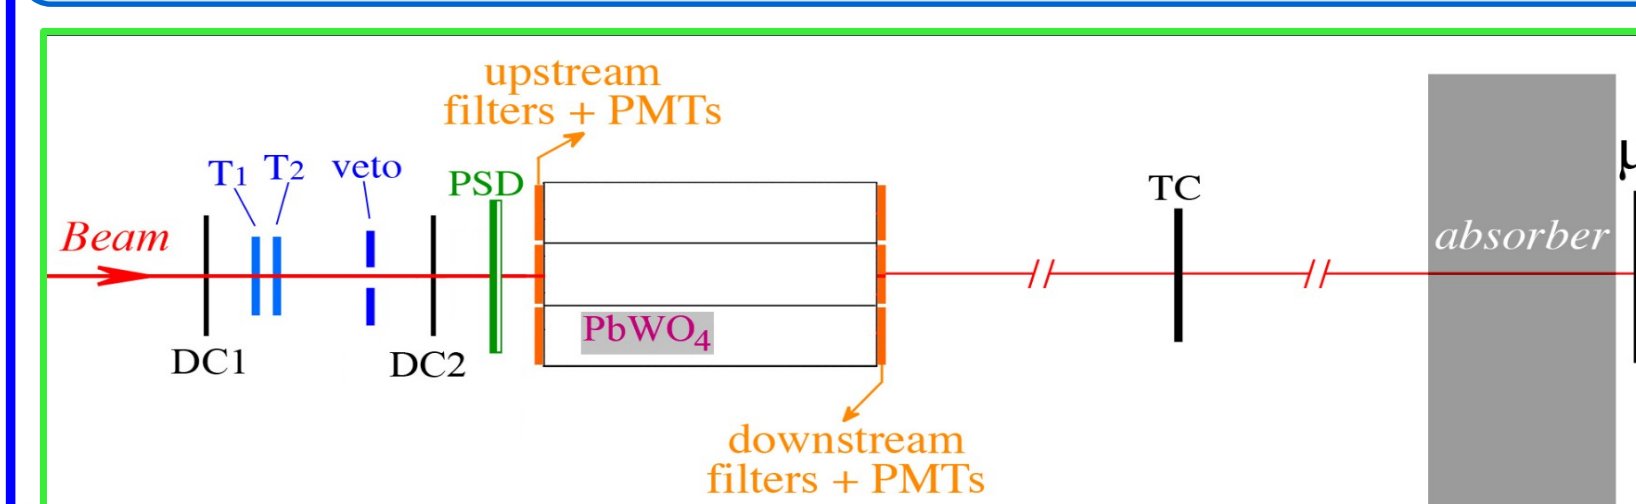 upstream
filters + PMTs
T1 T2 veto
PSD
Beam
TC
absorber
μ
PbWO4
DC1
DC2
downstream
filters + PMTs